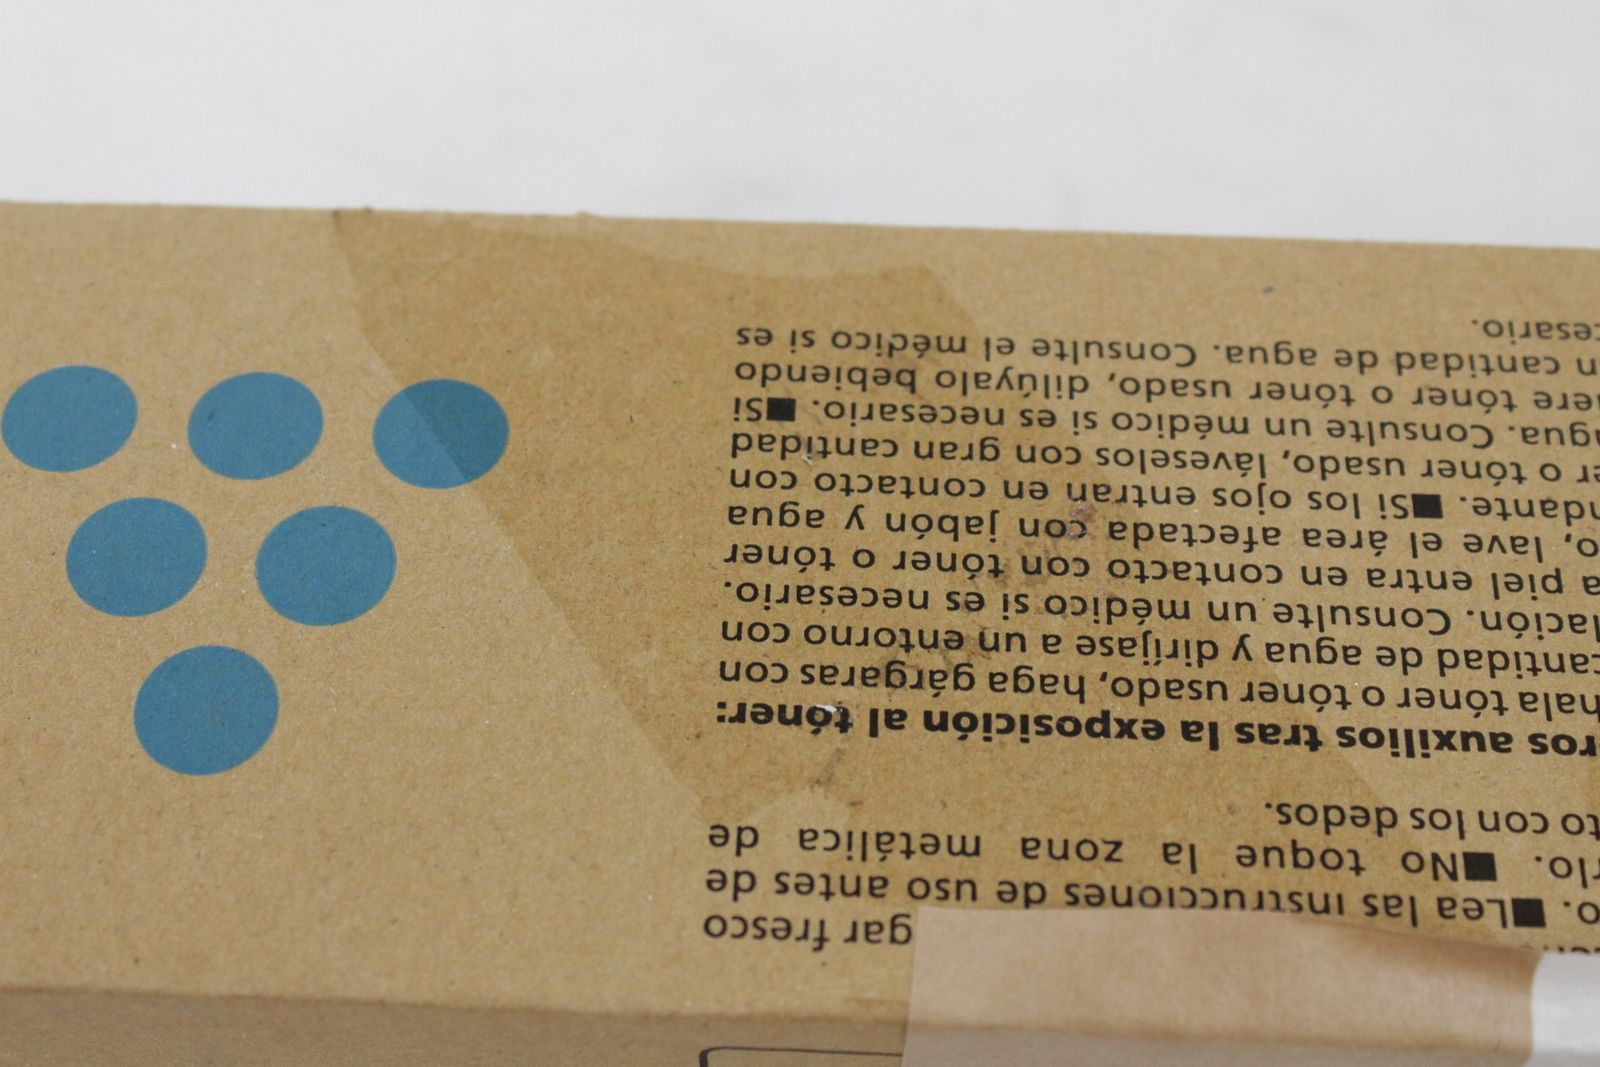 gar fresco
o. ■Lea las instrucciones de uso antes de
rlo. ■No toque la zona metálica de
to con los dedos.
ros auxilios tras la exposición al tóner:
hala tóner o tóner usado, haga gárgaras con
cantidad de agua y diríjase a un entorno con
lación. Consulte un médico si es necesario.
a piel entra en contacto con tóner o tóner
o, lave el área afectada con jabón y agua
ndante. ■Si los ojos entran en contacto con
er o tóner usado, láveselos con gran cantidad
agua. Consulte un médico si es necesario. ■Si
iere tóner o tóner usado, dilúyalo bebiendo
n cantidad de agua. Consulte el médico si es
cesario.